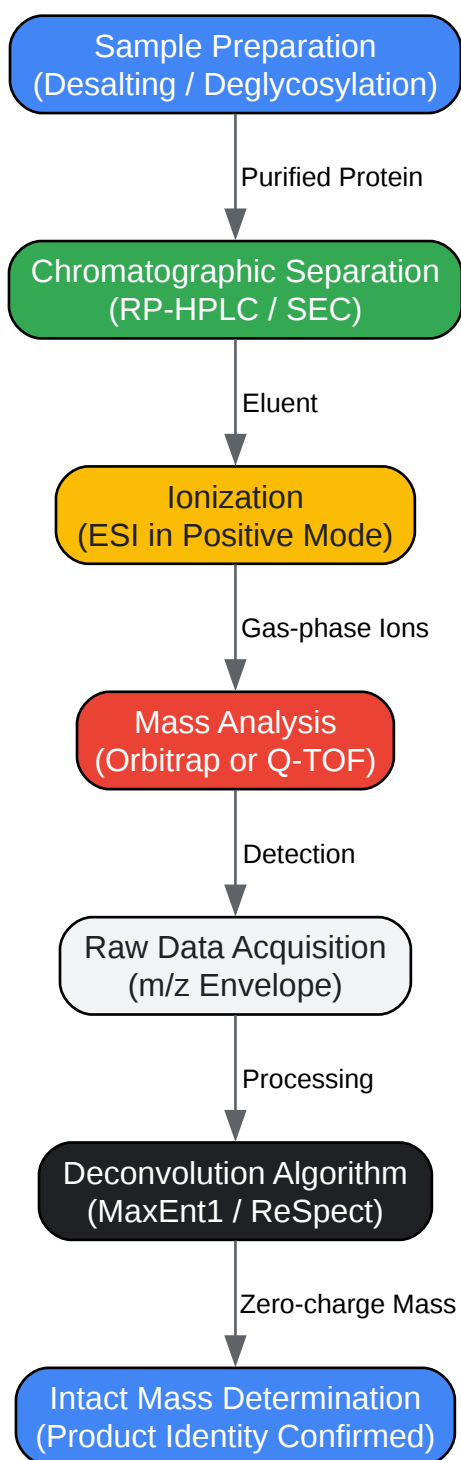 Sample Preparation
(Desalting / Deglycosylation)
Purified Protein
Chromatographic Separation
(RP-HPLC / SEC)
Eluent
Ionization
(ESI in Positive Mode)
Gas-phase Ions
Mass Analysis
(Orbitrap or Q-TOF)
Detection
Raw Data Acquisition
(m/z Envelope)
Processing
Deconvolution Algorithm
(MaxEnt1 / ReSpect)
Zero-charge Mass
Intact Mass Determination
(Product Identity Confirmed)